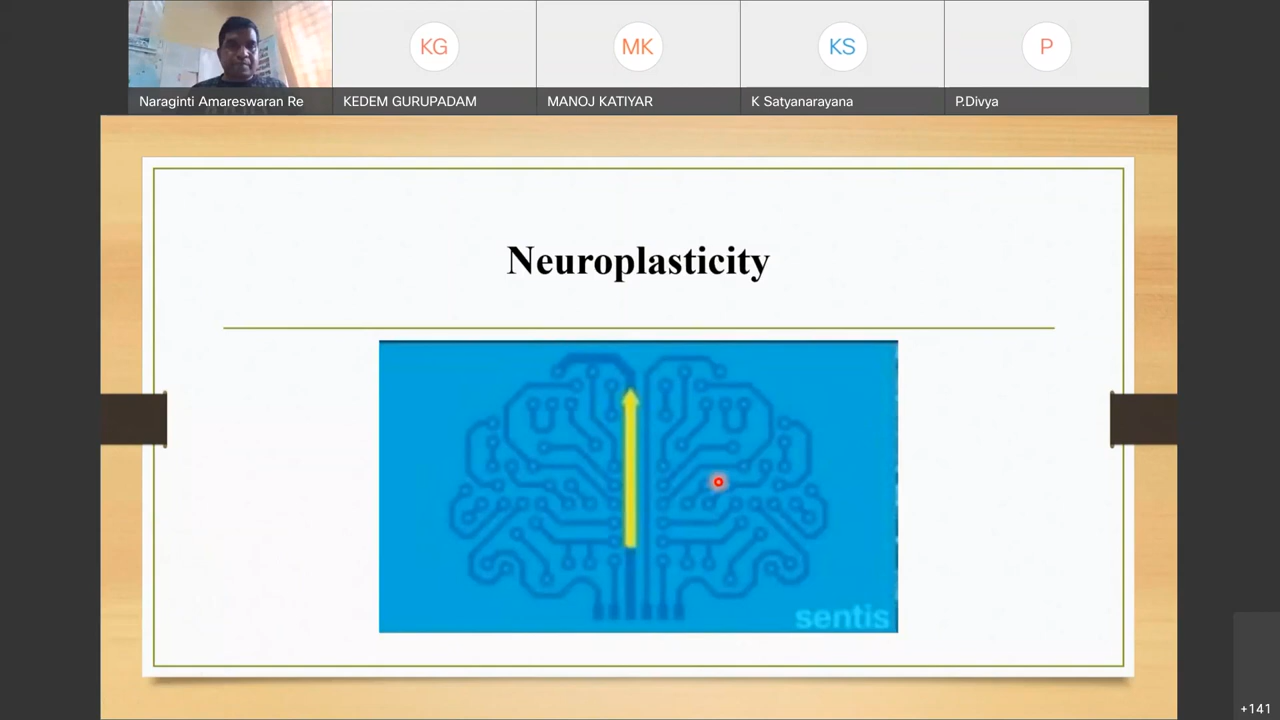 KG
MK
KS
P
Naraginti Amareswaran Re
KEDEM GURUPADAM
MANOJ KATIYAR
K Satyanarayana
P.Divya
Neuroplasticity
sentis
+141